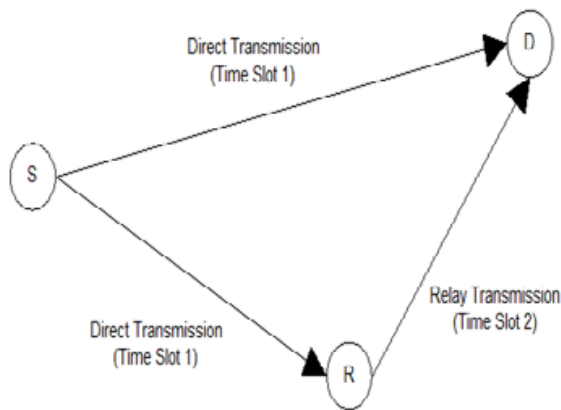 Direct Transmission
(Time Slot 1)
D
S
Relay Transmission
(Time Slot 2)
Direct Transmission
(Time Slot 1)
R